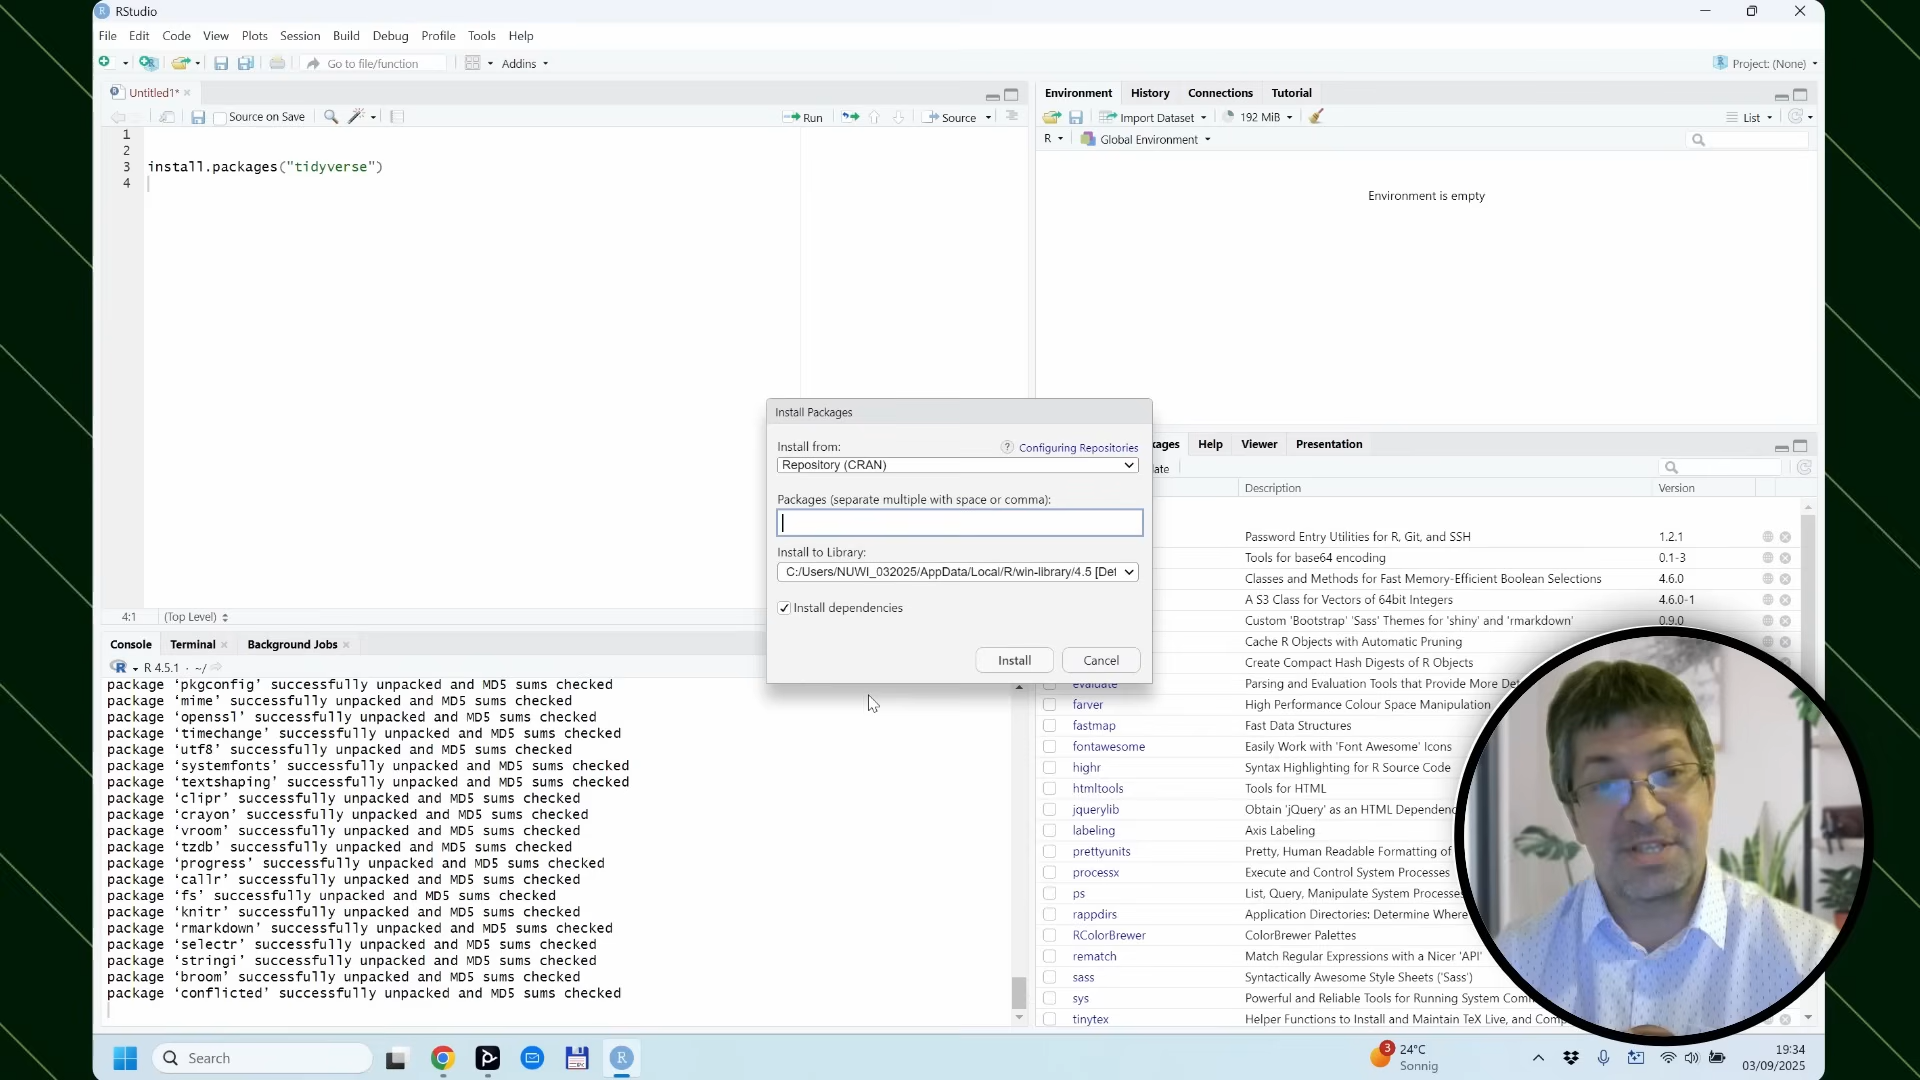 RStudio
File Edit Code View Plots Session Build Debug Profile Tools Help
Go to file/function Addins Project: (None)
Untitled1*
Source on Save Run Source
1
2
3 install.packages("tidyverse")
4
4:1 (Top Level)
Environment History Connections Tutorial
Import Dataset 192 MiB List
R Global Environment
Environment is empty
Install Packages
Install from: Configuring Repositories
Repository (CRAN)
Packages (separate multiple with space or comma):
Install to Library:
C:/Users/NUWI_032025/AppData/Local/R/win-library/4.5 [Def
Install dependencies
Install Cancel
kages Help Viewer Presentation
ate
Description Version
Password Entry Utilities for R, Git, and SSH 1.2.1
Tools for base64 encoding 0.1-3
Classes and Methods for Fast Memory-Efficient Boolean Selections 4.6.0
A S3 Class for Vectors of 64bit Integers 4.6.0-1
Custom 'Bootstrap' 'Sass' Themes for 'shiny' and 'rmarkdown' 0.9.0
Cache R Objects with Automatic Pruning
Create Compact Hash Digests of R Objects
evaluate Parsing and Evaluation Tools that Provide More Det
farver High Performance Colour Space Manipulation
fastmap Fast Data Structures
fontawesome Easily Work with 'Font Awesome' Icons
highr Syntax Highlighting for R Source Code
htmltools Tools for HTML
jquerylib Obtain 'jQuery' as an HTML Dependenc
labeling Axis Labeling
prettyunits Pretty, Human Readable Formatting of
processx Execute and Control System Processes
ps List, Query, Manipulate System Processes
rappdirs Application Directories: Determine Where
RColorBrewer ColorBrewer Palettes
rematch Match Regular Expressions with a Nicer 'API'
sass Syntactically Awesome Style Sheets ('Sass')
sys Powerful and Reliable Tools for Running System Com
tinytex Helper Functions to Install and Maintain TeX Live, and Comp
Console Terminal Background Jobs
R 4.5.1 · ~/
package ‘pkgconfig’ successfully unpacked and MD5 sums checked
package ‘mime’ successfully unpacked and MD5 sums checked
package ‘openssl’ successfully unpacked and MD5 sums checked
package ‘timechange’ successfully unpacked and MD5 sums checked
package ‘utf8’ successfully unpacked and MD5 sums checked
package ‘systemfonts’ successfully unpacked and MD5 sums checked
package ‘textshaping’ successfully unpacked and MD5 sums checked
package ‘clipr’ successfully unpacked and MD5 sums checked
package ‘crayon’ successfully unpacked and MD5 sums checked
package ‘vroom’ successfully unpacked and MD5 sums checked
package ‘tzdb’ successfully unpacked and MD5 sums checked
package ‘progress’ successfully unpacked and MD5 sums checked
package ‘callr’ successfully unpacked and MD5 sums checked
package ‘fs’ successfully unpacked and MD5 sums checked
package ‘knitr’ successfully unpacked and MD5 sums checked
package ‘rmarkdown’ successfully unpacked and MD5 sums checked
package ‘selectr’ successfully unpacked and MD5 sums checked
package ‘stringi’ successfully unpacked and MD5 sums checked
package ‘broom’ successfully unpacked and MD5 sums checked
package ‘conflicted’ successfully unpacked and MD5 sums checked
Search
3 24°C
Sonnig
19:34
03/09/2025